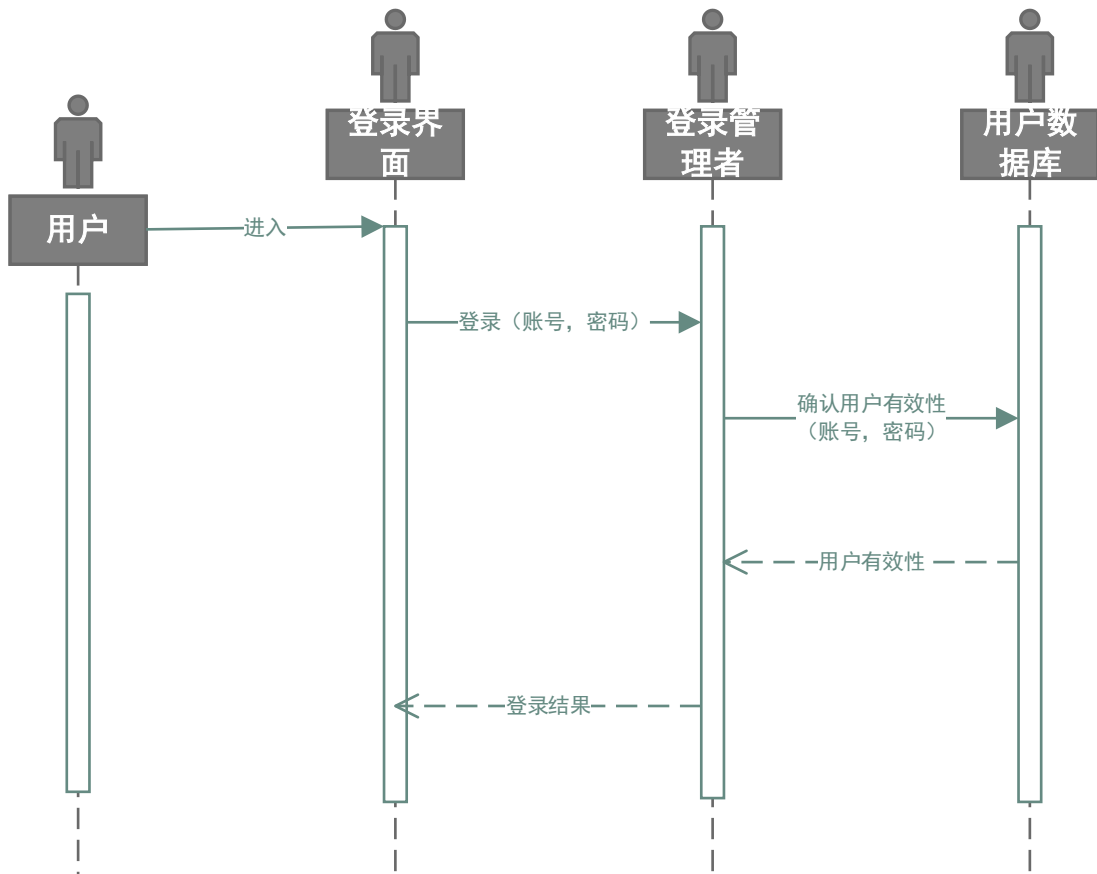 登录界
面
登录管
理者
用户数
据库
用户
进入
登录（账号，密码）
确认用户有效性
（账号，密码）
用户有效性
登录结果